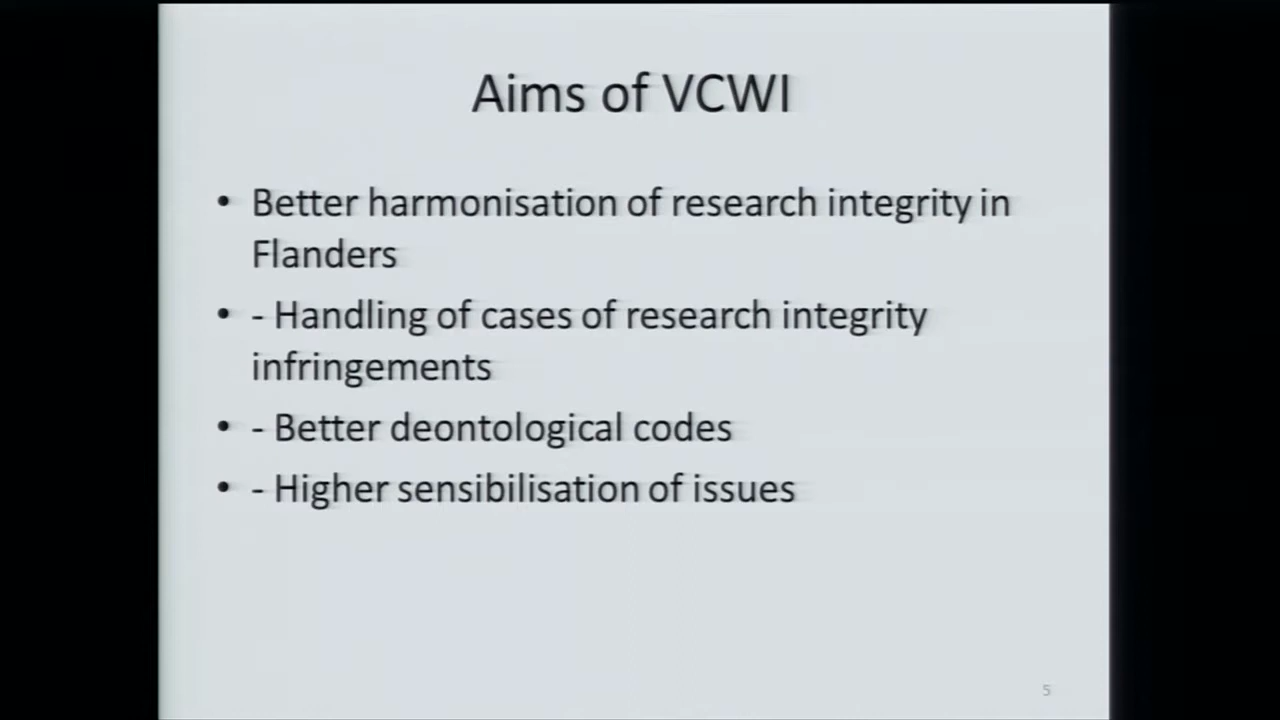 Aims of VCWI
• Better harmonisation of research integrity in
Flanders
• - Handling of cases of research integrity
infringements
• - Better deontological codes
• - Higher sensibilisation of issues
5